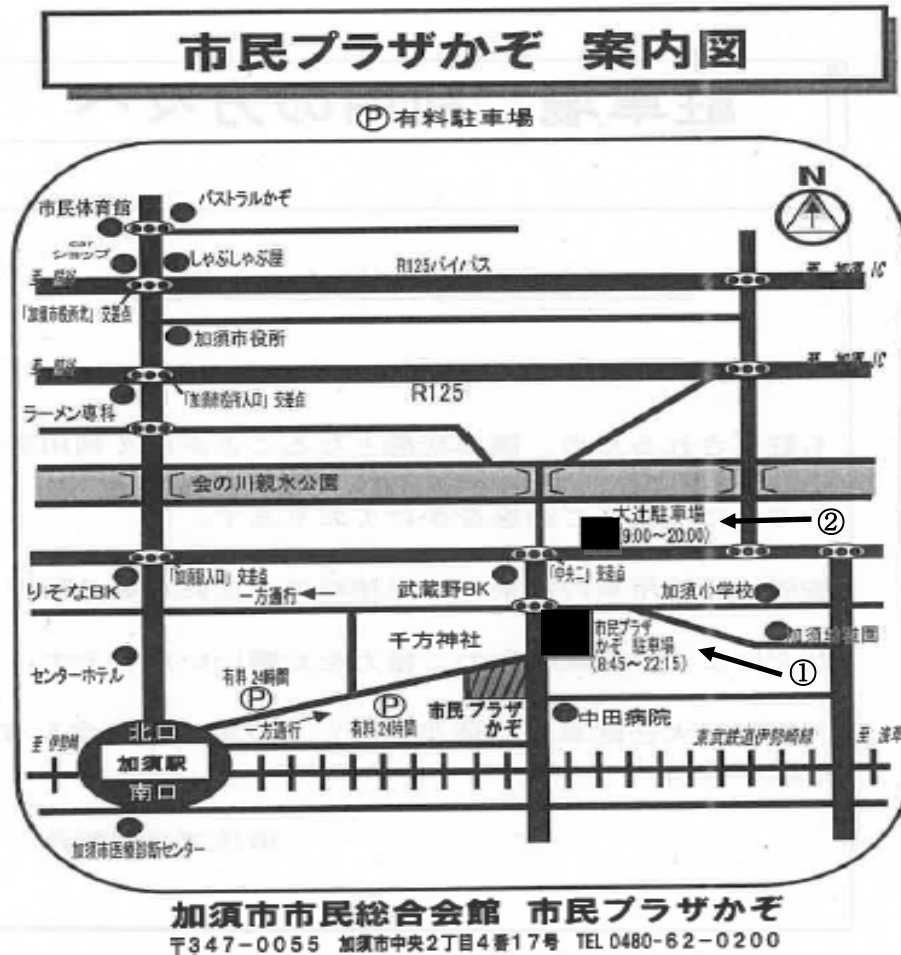 市民プラザかぞ 案内図
Ⓟ有料駐車場
N
市民体育館
パストラルかぞ
car
ショップ
しゃぶしゃぶ屋
R125バイパス
至 加須 IC
「加須市役所北」交差点
加須市役所
至 加須 IC
R125
「加須市役所入口」交差点
ラーメン専科
会の川親水公園
大辻駐車場
(9:00~20:00)
②
りそなBK
「加須駅入口」交差点
一方通行
武蔵野BK
「中央二」交差点
加須小学校
加須幼稚園
千方神社
市民プラザ
かぞ 駐車場
(8:45~22:15)
①
センターホテル
有料 24時間
Ⓟ
Ⓟ
一方通行
有料 24時間
市民プラザ
かぞ
中田病院
北口
加須駅
南口
至 伊勢崎
東武鉄道伊勢崎線
至 浅草
加須市医療診断センター
加須市市民総合会館 市民プラザかぞ
〒347-0055 加須市中央2丁目4番17号 TEL 0480-62-0200